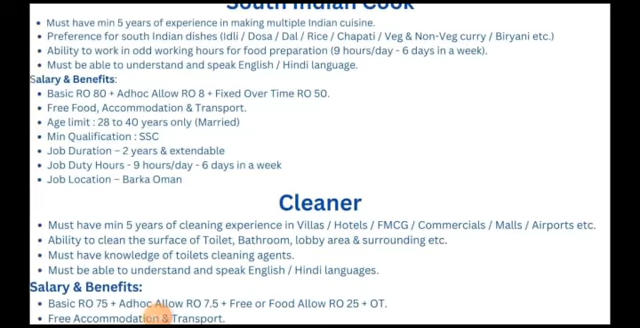 South Indian Cook
Must have min 5 years of experience in making multiple Indian cuisine.
Preference for south Indian dishes (Idli / Dosa / Dal / Rice / Chapati / Veg & Non-Veg curry / Biryani etc.)
Ability to work in odd working hours for food preparation (9 hours/day - 6 days in a week).
Must be able to understand and speak English / Hindi language.
Salary & Benefits:
Basic RO 80 + Adhoc Allow RO 8 + Fixed Over Time RO 50.
Free Food, Accommodation & Transport.
Age limit : 28 to 40 years only (Married)
Min Qualification : SSC
Job Duration – 2 years & extendable
Job Duty Hours - 9 hours/day - 6 days in a week
Job Location – Barka Oman
Cleaner
Must have min 5 years of cleaning experience in Villas / Hotels / FMCG / Commercials / Malls / Airports etc.
Ability to clean the surface of Toilet, Bathroom, lobby area & surrounding etc.
Must have knowledge of toilets cleaning agents.
Must be able to understand and speak English / Hindi languages.
Salary & Benefits:
Basic RO 75 + Adhoc Allow RO 7.5 + Free or Food Allow RO 25 + OT.
Free Accommodation & Transport.